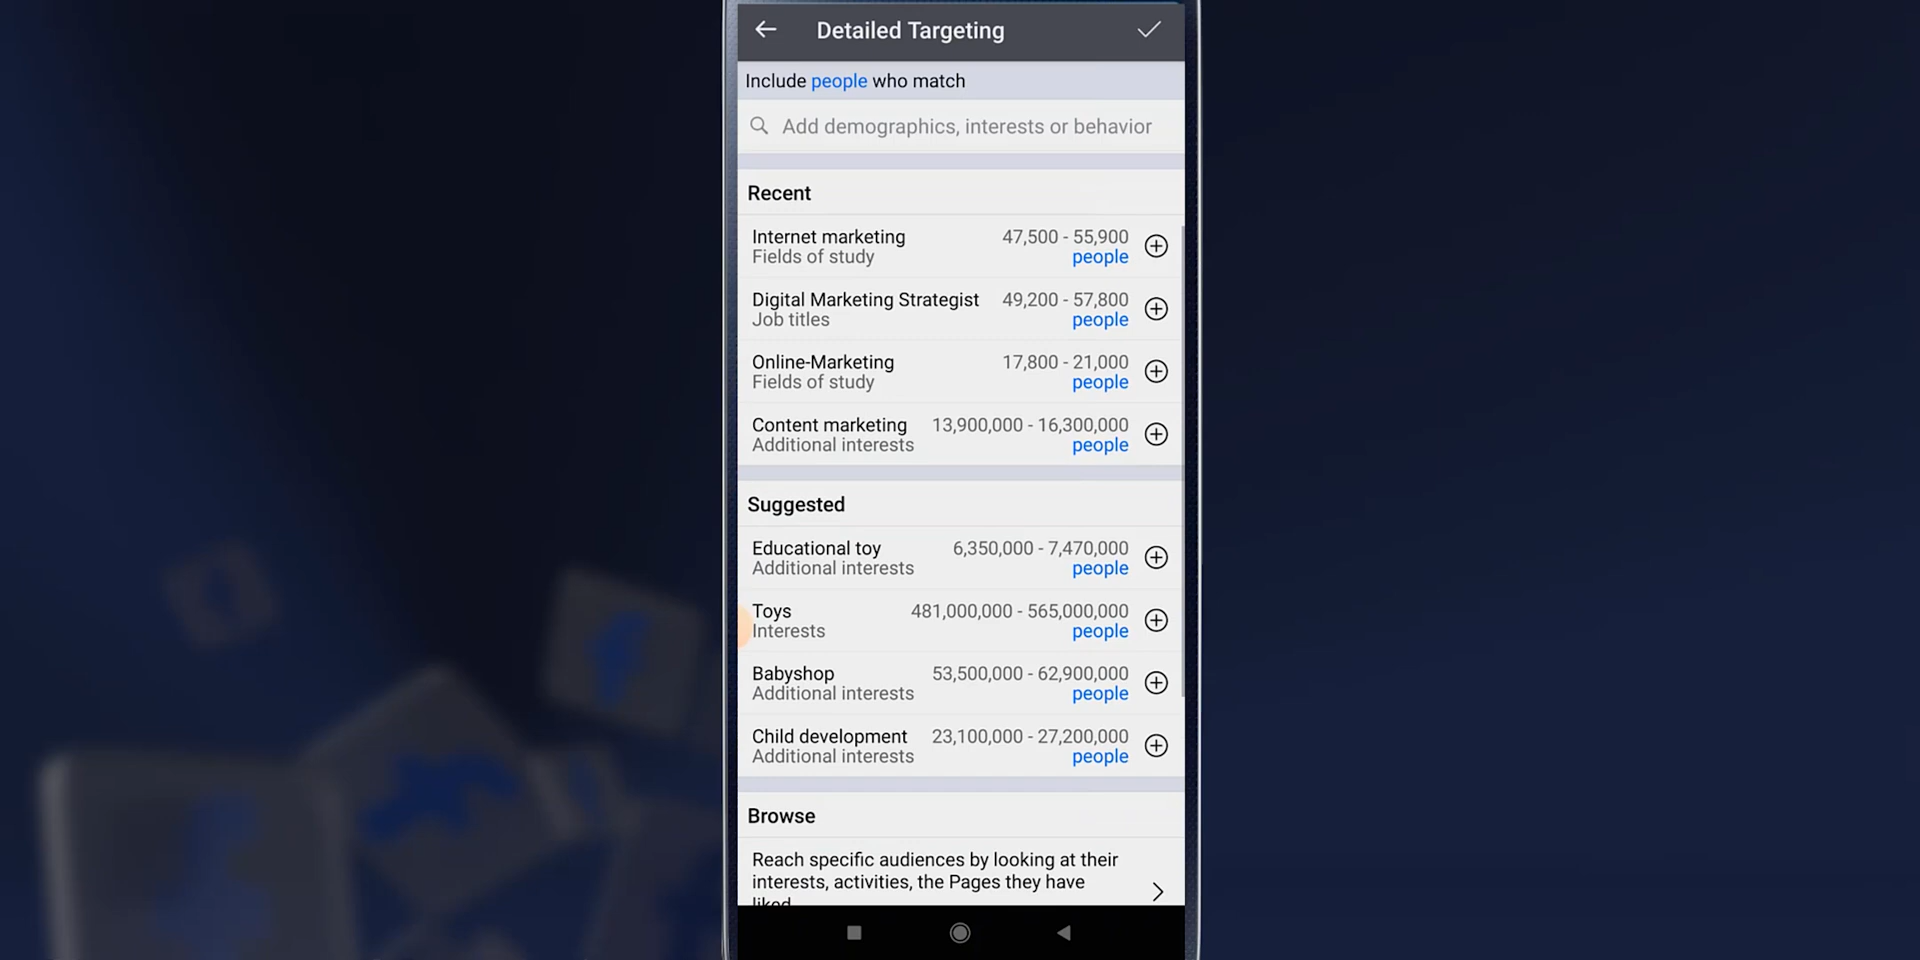 Detailed Targeting
Include people who match
Add demographics, interests or behavior
Recent
Internet marketing 47,500 - 55,900
Fields of study people
Digital Marketing Strategist 49,200 - 57,800
Job titles people
Online-Marketing 17,800 - 21,000
Fields of study people
Content marketing 13,900,000 - 16,300,000
Additional interests people
Suggested
Educational toy 6,350,000 - 7,470,000
Additional interests people
Toys 481,000,000 - 565,000,000
Interests people
Babyshop 53,500,000 - 62,900,000
Additional interests people
Child development 23,100,000 - 27,200,000
Additional interests people
Browse
Reach specific audiences by looking at their
interests, activities, the Pages they have
liked